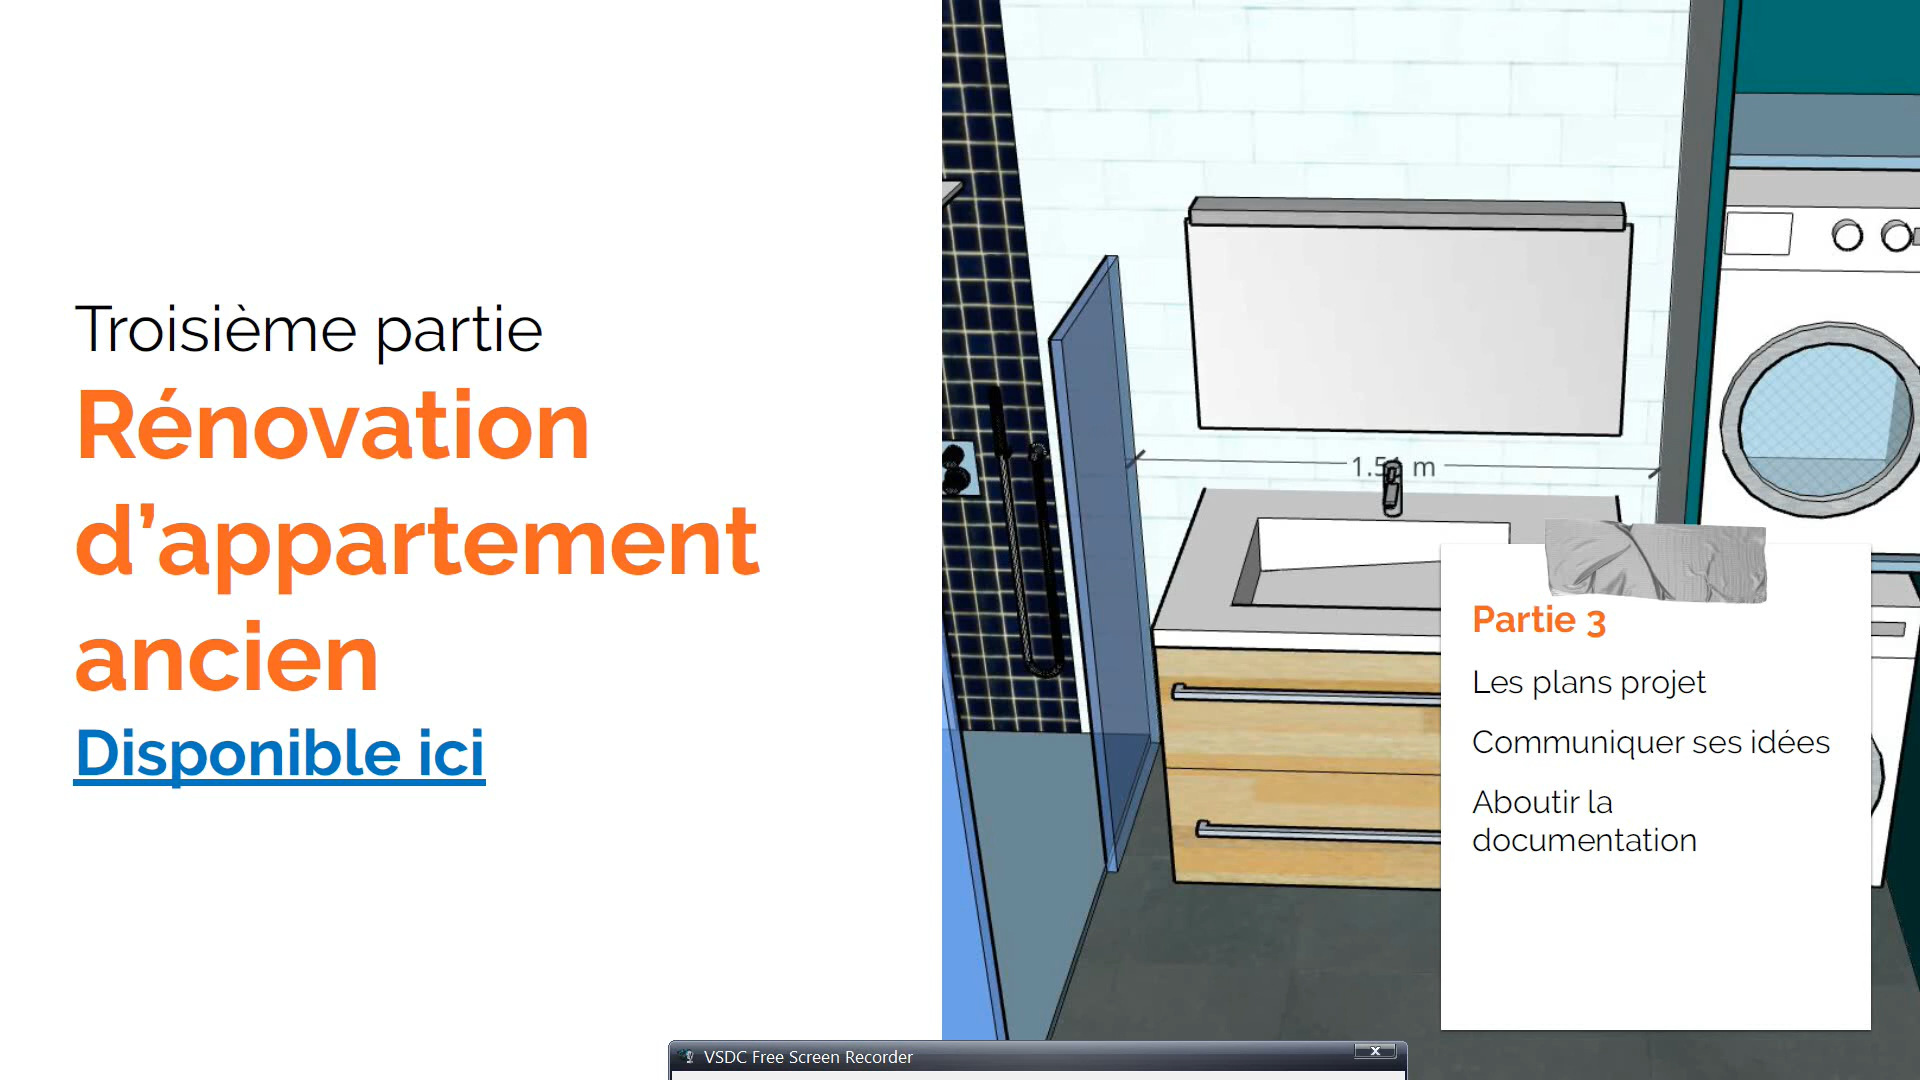 Troisième partie
Rénovation
d’appartement
ancien
Disponible ici
m
Partie 3
Les plans projet
Communiquer ses idées
Aboutir la
documentation
VSDC Free Screen Recorder